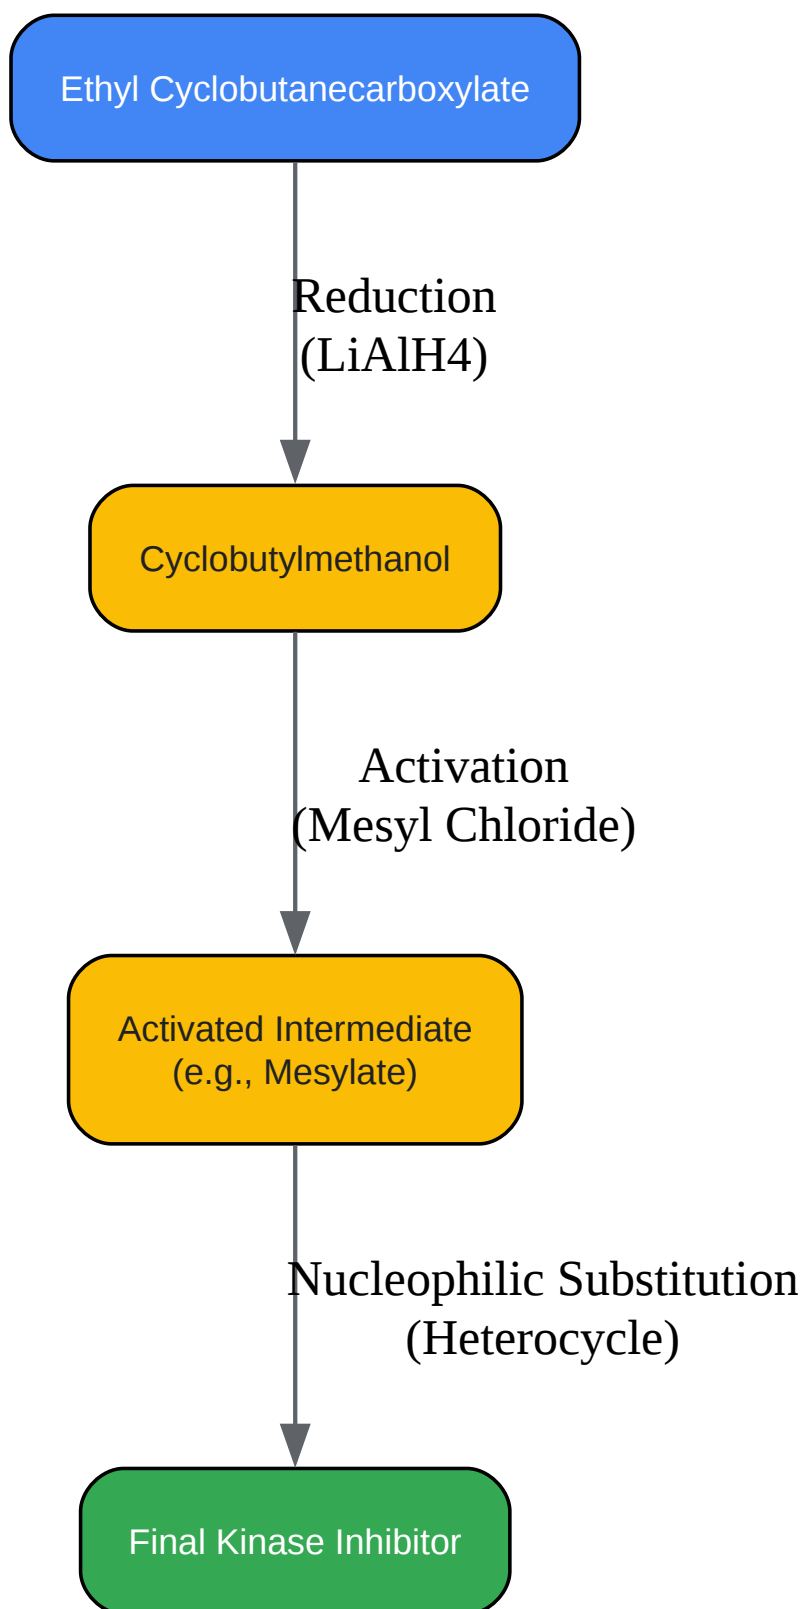 Ethyl Cyclobutanecarboxylate
Reduction
(LiAlH4)
Cyclobutylmethanol
Activation
(Mesyl Chloride)
Activated Intermediate
(e.g., Mesylate)
Nucleophilic Substitution
(Heterocycle)
Final Kinase Inhibitor